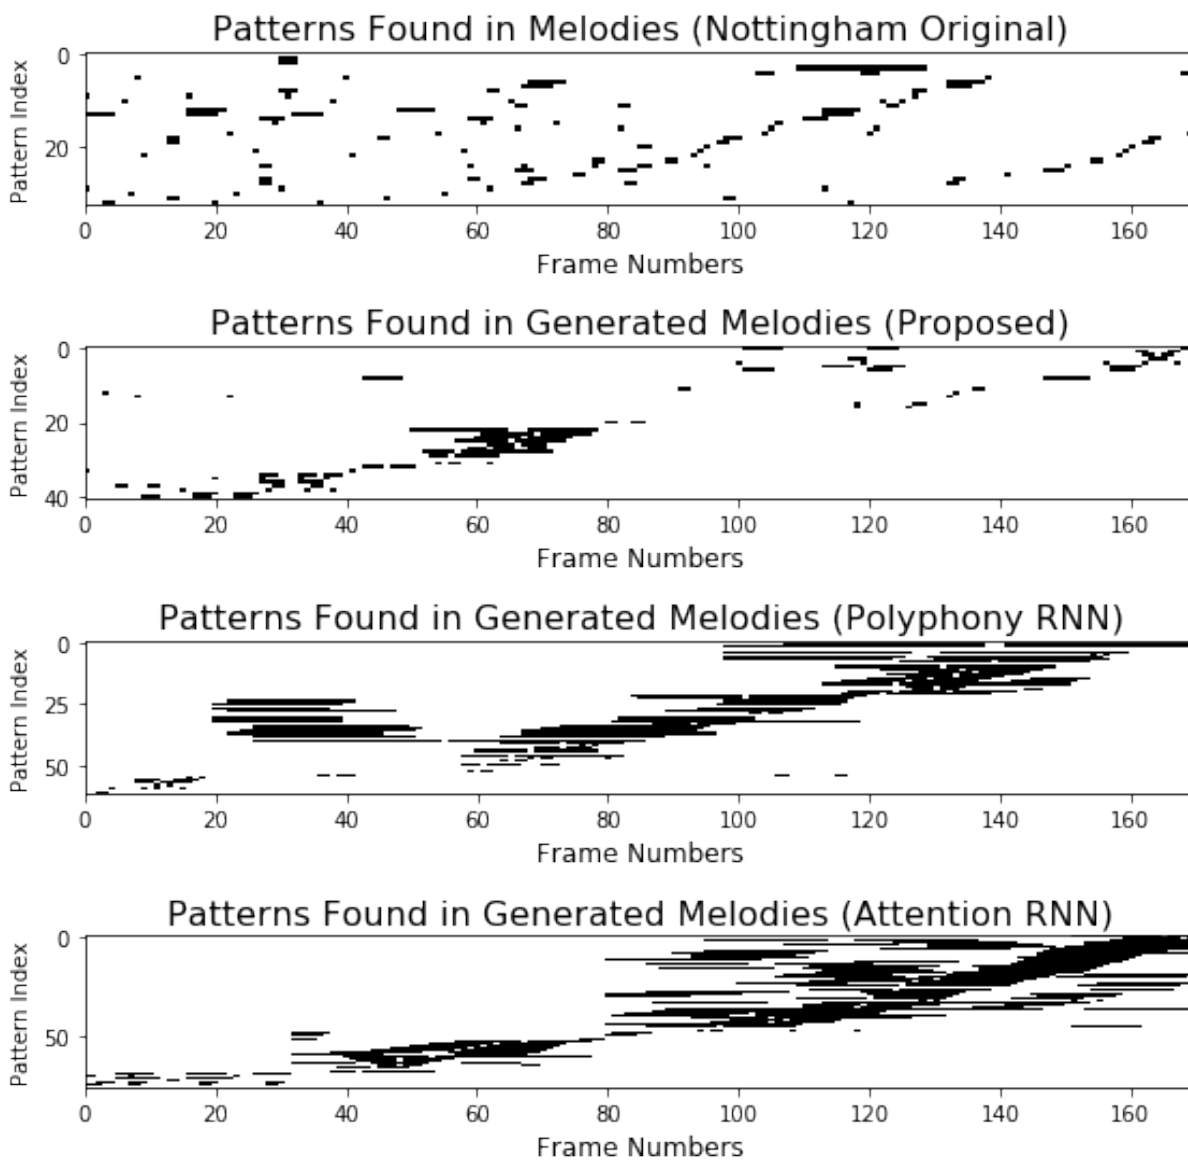 Patterns Found in Melodies (Nottingham Original)
Pattern Index
0
20
0 20 40 60 80 100 120 140 160
Frame Numbers
Patterns Found in Generated Melodies (Proposed)
Pattern Index
0
20
40
0 20 40 60 80 100 120 140 160
Frame Numbers
Patterns Found in Generated Melodies (Polyphony RNN)
Pattern Index
0
25
50
0 20 40 60 80 100 120 140 160
Frame Numbers
Patterns Found in Generated Melodies (Attention RNN)
Pattern Index
0
50
0 20 40 60 80 100 120 140 160
Frame Numbers